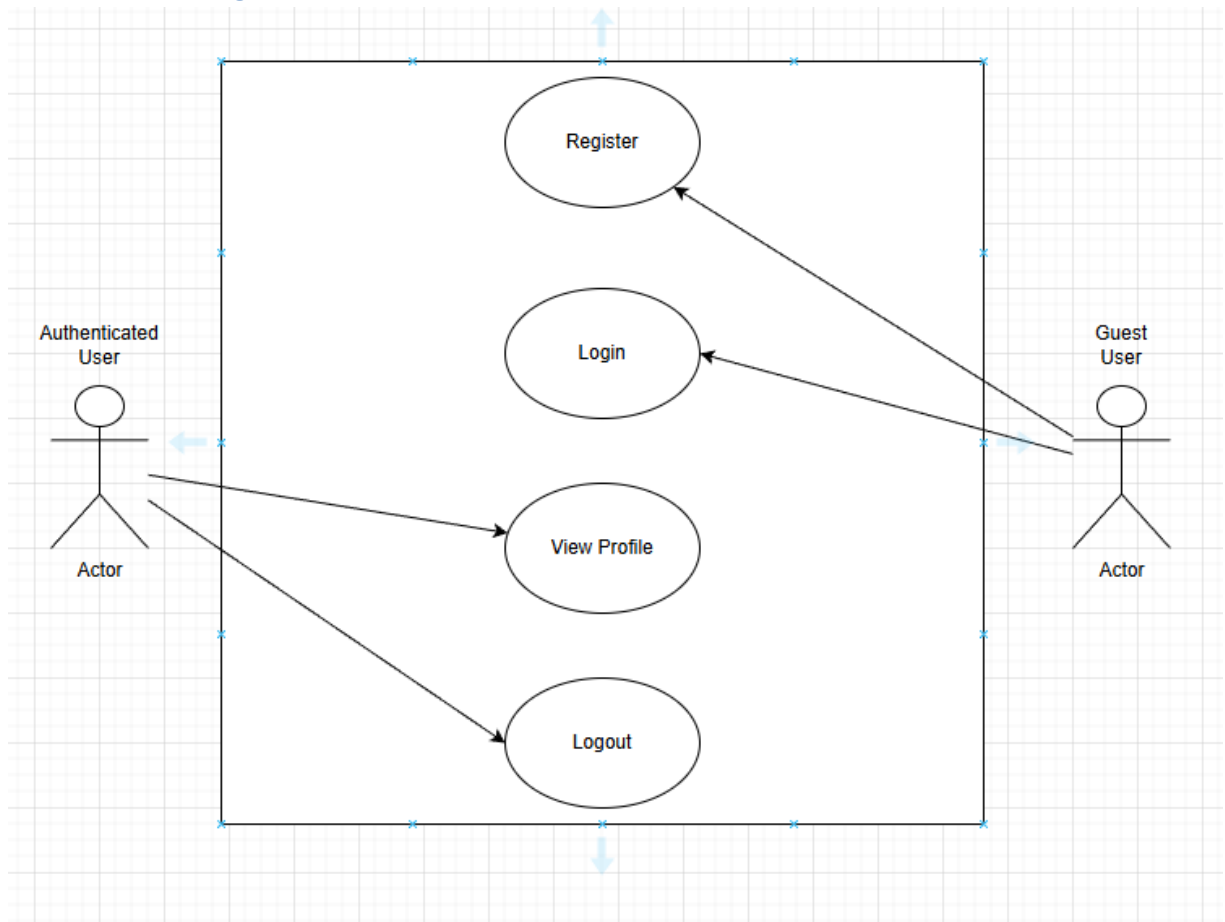 Register
Login
Authenticated
User
Guest
User
View Profile
Actor
Actor
Logout